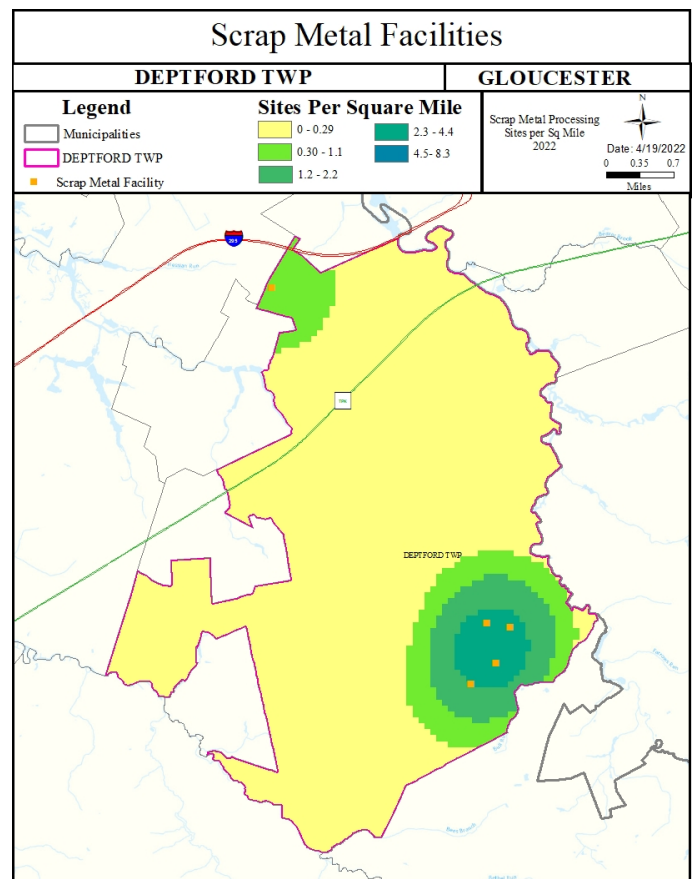 Scrap Metal Facilities
DEPTFORD TWP
GLOUCESTER
Legend
Municipalities
DEPTFORD TWP
Scrap Metal Facility
Sites Per Square Mile
0 - 0.29
0.30 - 1.1
1.2 - 2.2
2.3 - 4.4
4.5- 8.3
Scrap Metal Processing
Sites per Sq Mile
2022
N
Date: 4/19/2022
0 0.35 0.7
Miles
295
DEPTFORD TWP